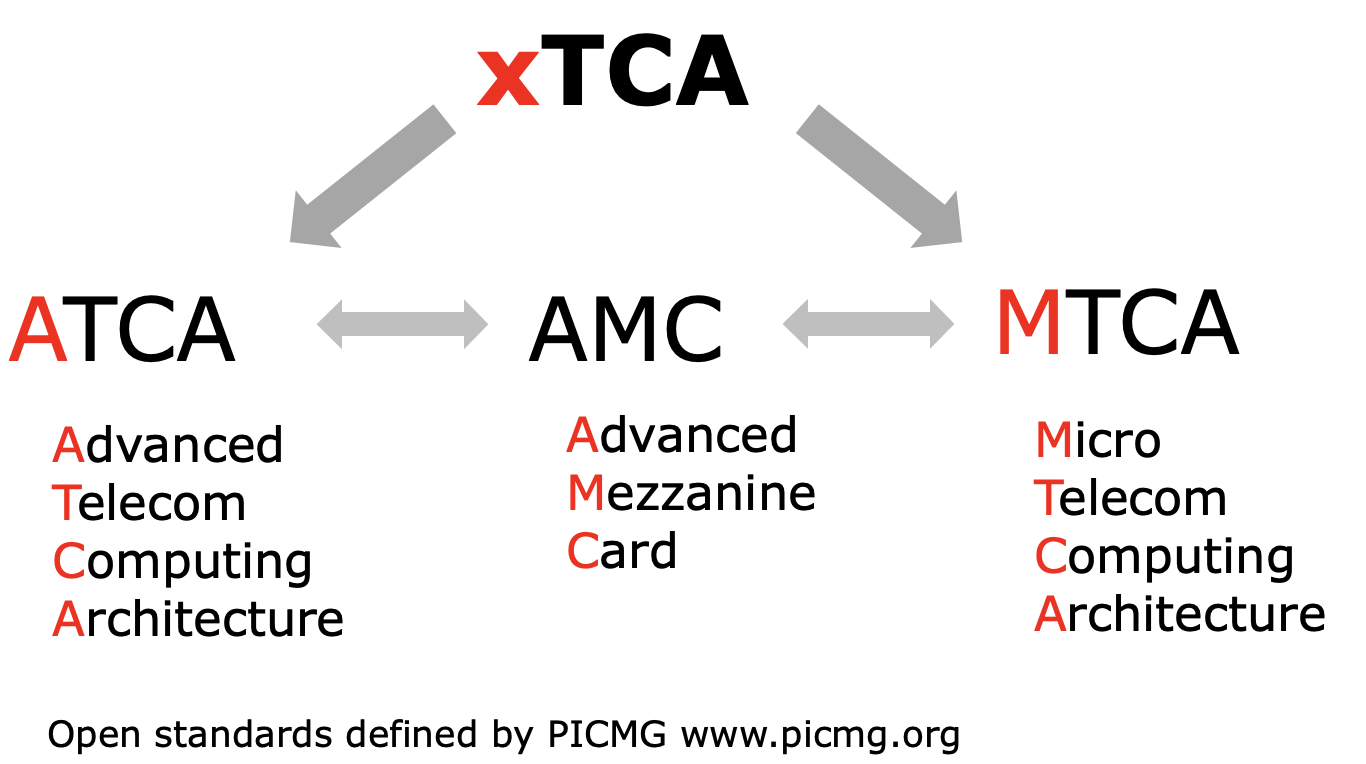 xTCA
ATCA
AMC
MTCA
Advanced
Telecom
Computing
Architecture
Advanced
Mezzanine
Card
Micro
Telecom
Computing
Architecture
Open standards defined by PICMG www.picmg.org